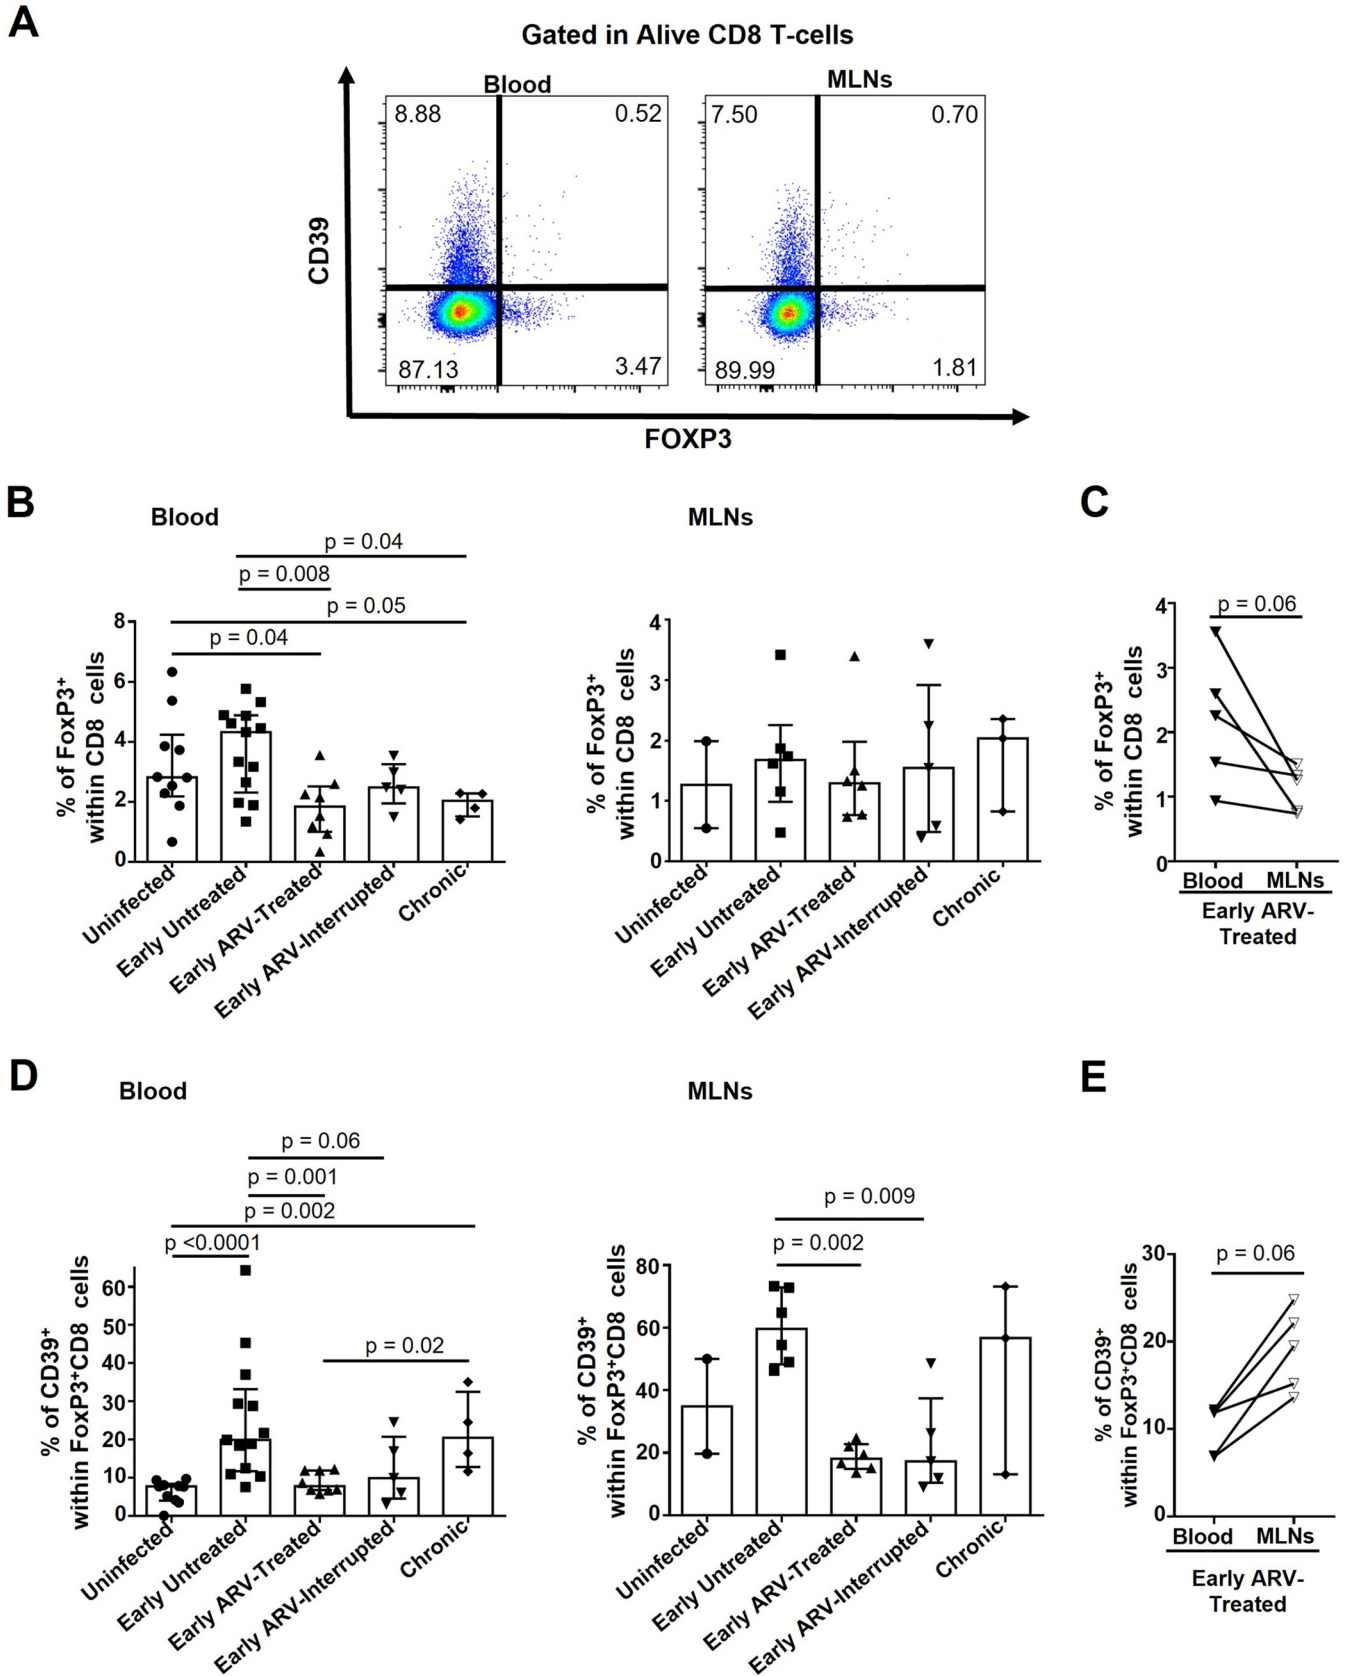 A
Gated in Alive CD8 T-cells
Blood
MLNs
8.88
0.52
7.50
0.70
CD39
87.13
3.47
89.99
1.81
FOXP3
B
Blood
MLNs
C
p = 0.04
p = 0.008
p = 0.05
p = 0.04
% of FoxP3⁺
within CD8 cells
8
6
4
2
0
Uninfected
Early Untreated
Early ARV-Treated
Early ARV-Interrupted
Chronic
% of FoxP3⁺
within CD8 cells
4
3
2
1
0
Uninfected
Early Untreated
Early ARV-Treated
Early ARV-Interrupted
Chronic
p = 0.06
% of FoxP3⁺
within CD8 cells
4
3
2
1
0
Blood MLNs
Early ARV-
Treated
D
Blood
MLNs
E
p = 0.06
p = 0.001
p = 0.002
p <0.0001
p = 0.02
% of CD39⁺
within FoxP3⁺CD8 cells
60
50
40
30
20
10
0
Uninfected
Early Untreated
Early ARV-Treated
Early ARV-Interrupted
Chronic
p = 0.009
p = 0.002
% of CD39⁺
within FoxP3⁺CD8 cells
80
60
40
20
0
Uninfected
Early Untreated
Early ARV-Treated
Early ARV-Interrupted
Chronic
p = 0.06
% of CD39⁺
within FoxP3⁺CD8 cells
30
20
10
0
Blood MLNs
Early ARV-
Treated